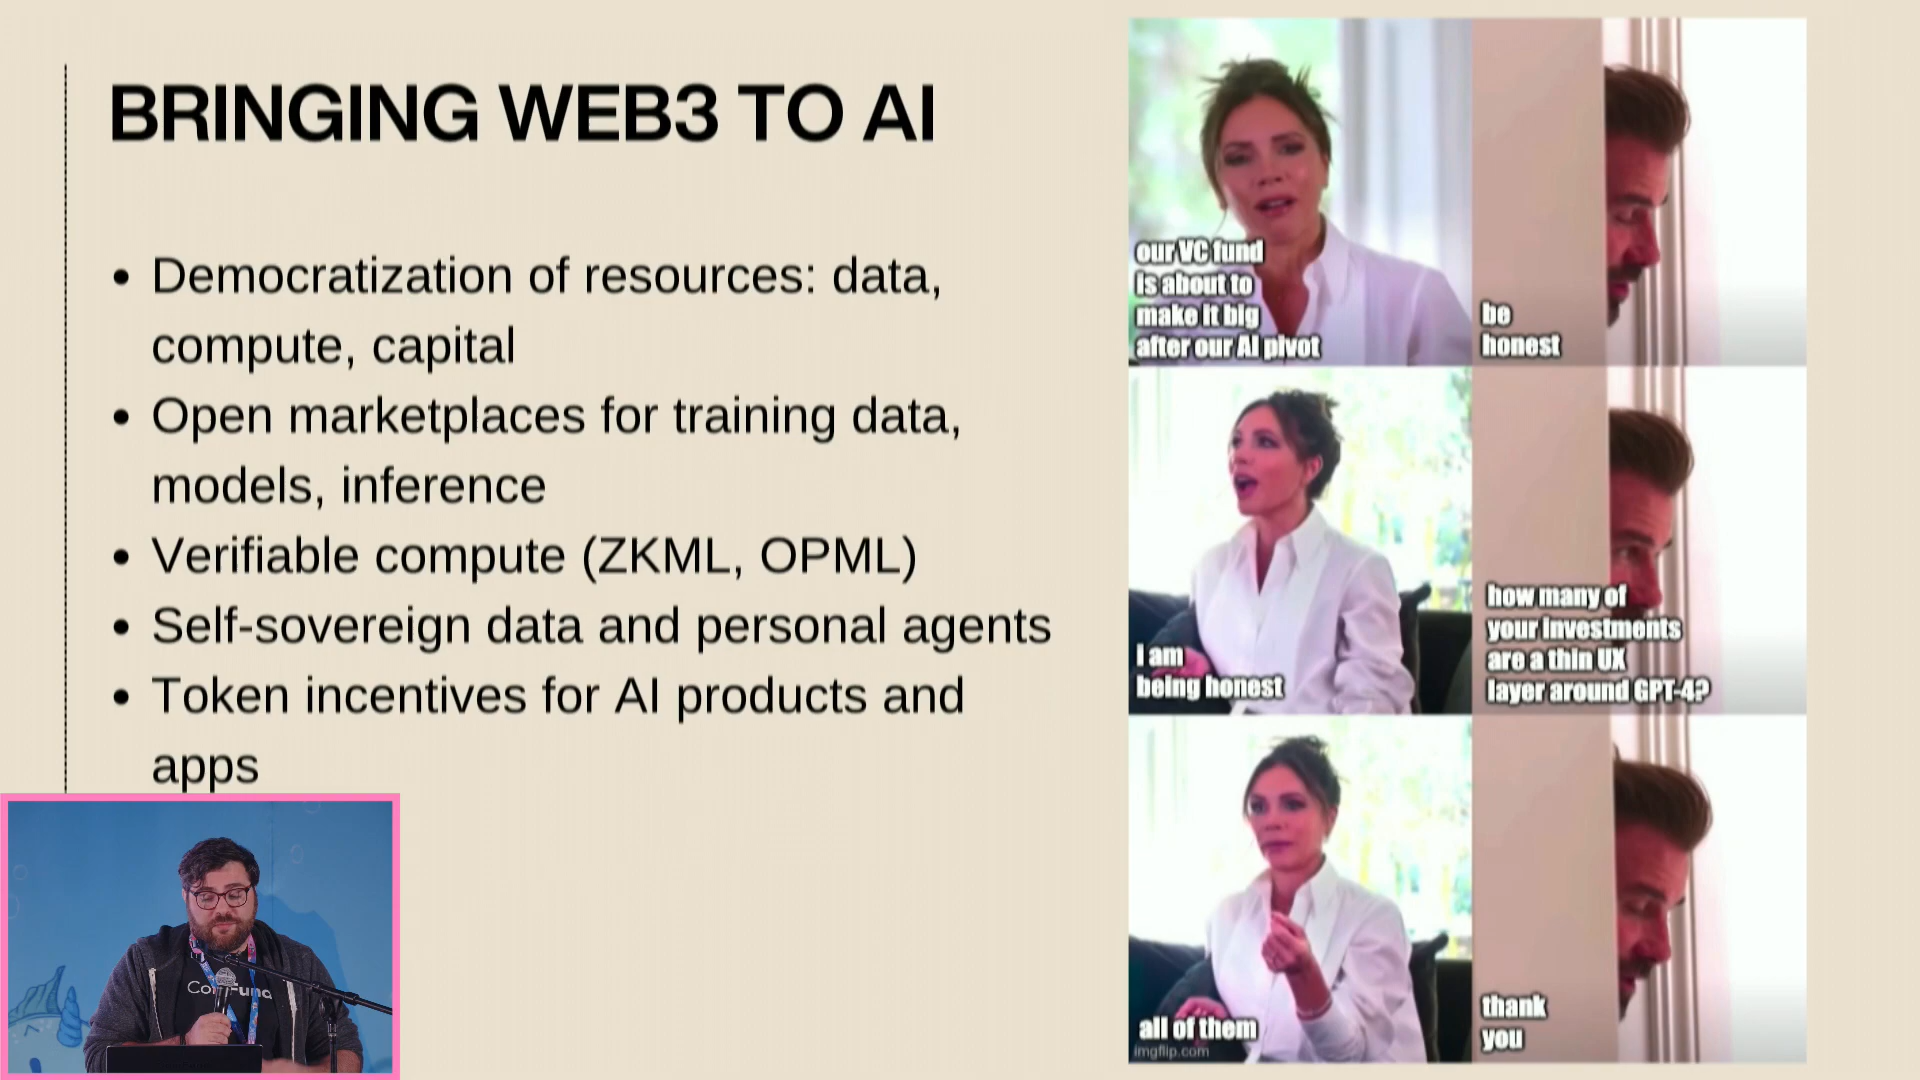 BRINGING WEB3 TO AI
• Democratization of resources: data,
compute, capital
• Open marketplaces for training data,
models, inference
• Verifiable compute (ZKML, OPML)
• Self-sovereign data and personal agents
• Token incentives for AI products and
apps
our VC fund
is about to
make it big
after our AI pivot
be
honest
i am
being honest
how many of
your investments
are a thin UX
layer around GPT-4?
all of them
imgflip.com
thank
you